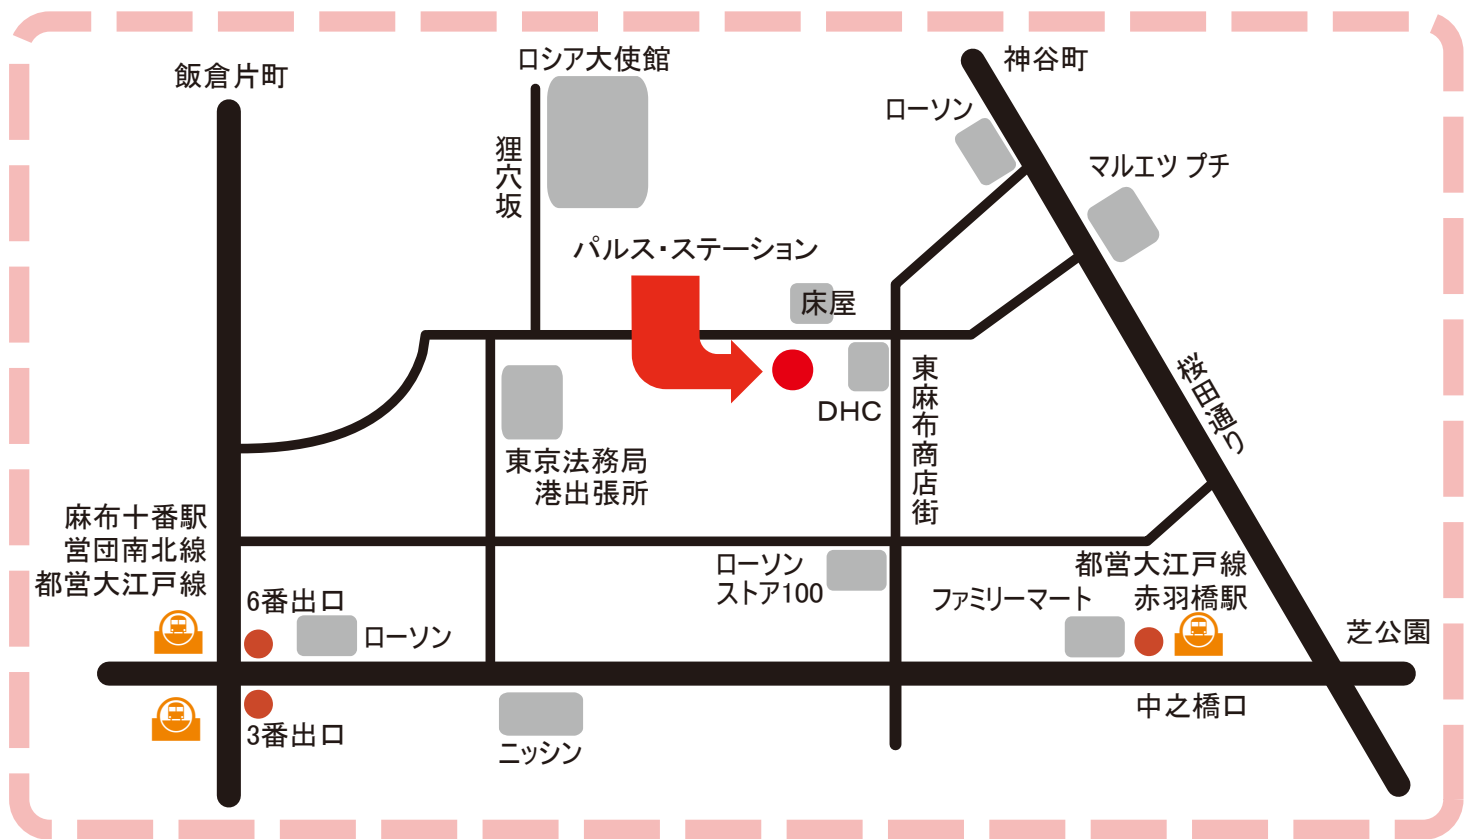 ロシア大使館
神谷町
飯倉片町
ローソン
狸穴坂
マルエツ プチ
パルス・ステーション
床屋
東麻布商店街
桜田通り
DHC
東京法務局
港出張所
麻布十番駅
営団南北線
都営大江戸線
ローソン
ストア100
都営大江戸線
赤羽橋駅
6番出口
ファミリーマート
ローソン
芝公園
中之橋口
3番出口
ニッシン